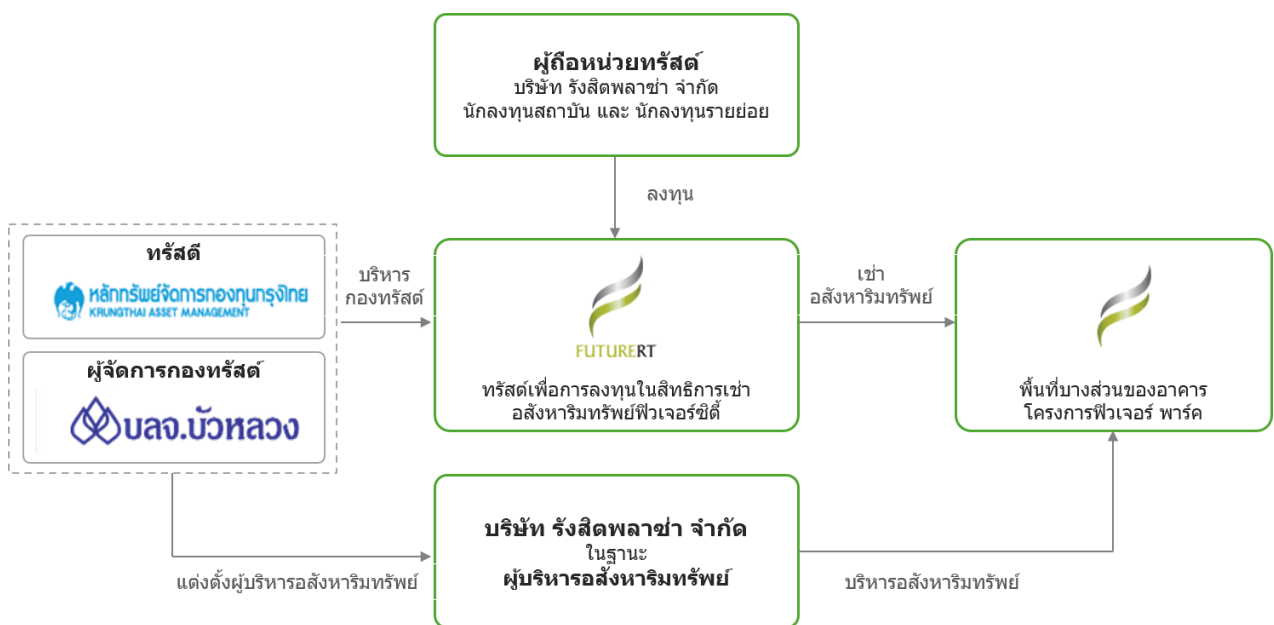 ผู้ถือหน่วยทรัสต์
บริษัท รังสิตพลาซ่า จำกัด
นักลงทุนสถาบัน และ นักลงทุนรายย่อย
ลงทุน
ทรัสตี
หลักทรัพย์จัดการกองทุนกรุงไทย
KRUNGTHAI ASSET MANAGEMENT
ผู้จัดการกองทรัสต์
บลจ.บัวหลวง
บริหาร
กองทรัสต์
FUTURERT
ทรัสต์เพื่อการลงทุนในสิทธิการเช่า
อสังหาริมทรัพย์ฟิวเจอร์ซิตี้
เช่า
อสังหาริมทรัพย์
พื้นที่บางส่วนของอาคาร
โครงการฟิวเจอร์ พาร์ค
แต่งตั้งผู้บริหารอสังหาริมทรัพย์
บริษัท รังสิตพลาซ่า จำกัด
ในฐานะ
ผู้บริหารอสังหาริมทรัพย์
บริหารอสังหาริมทรัพย์